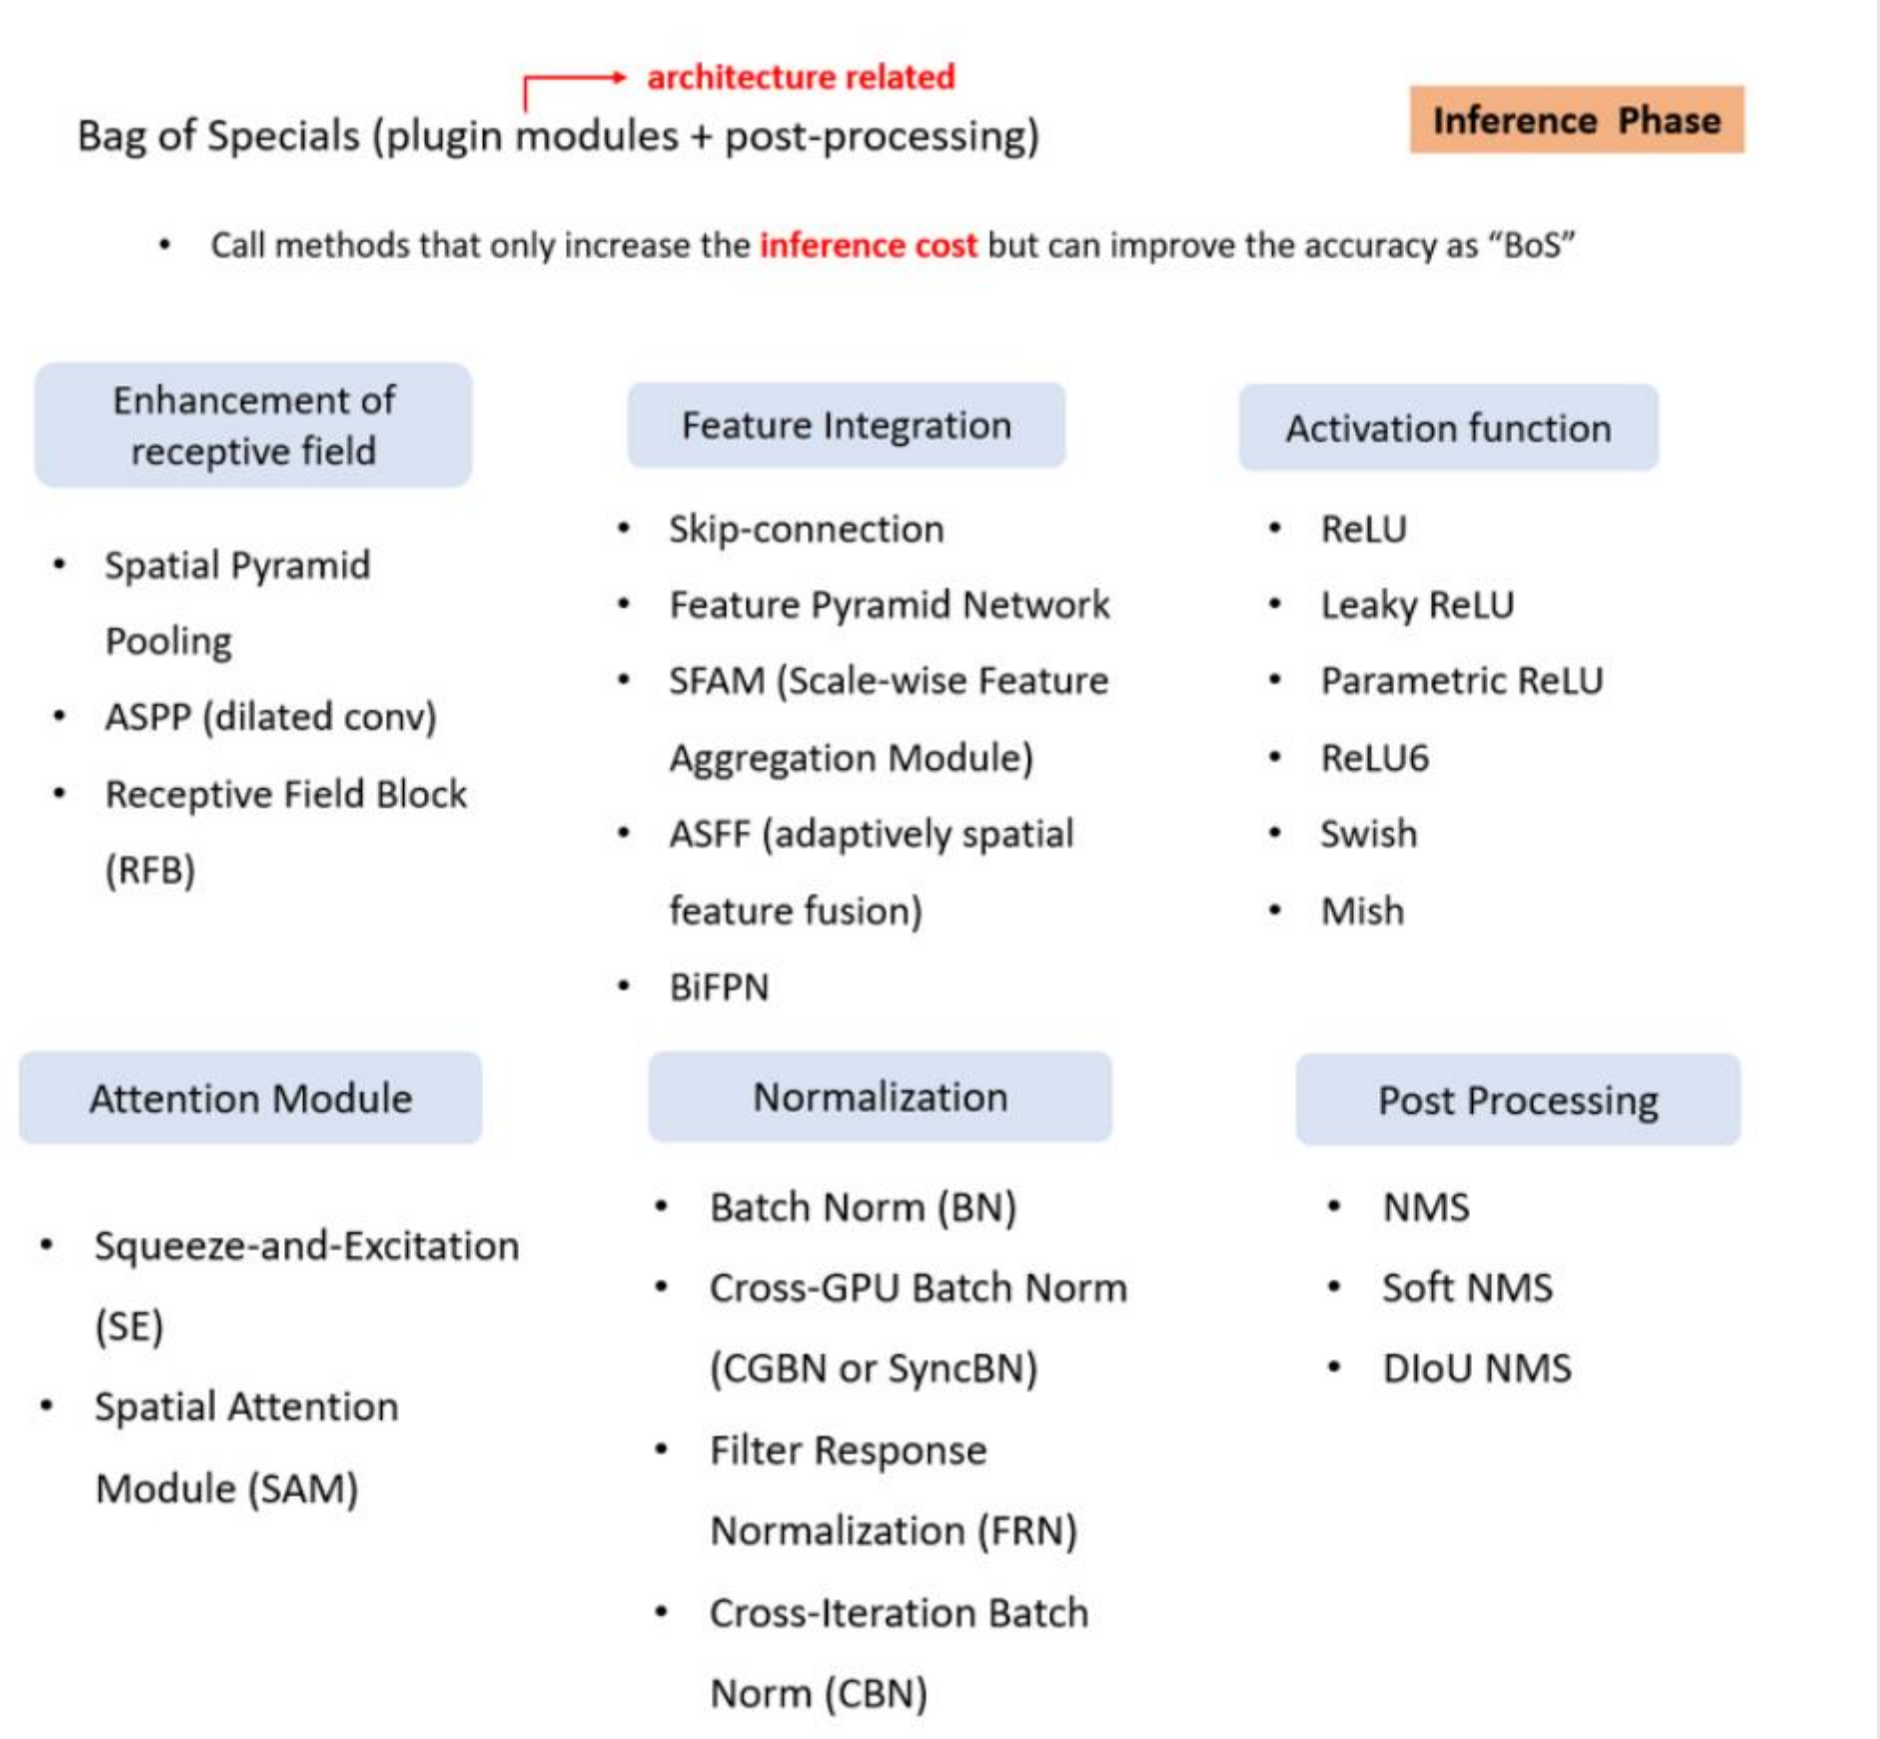 architecture related
Bag of Specials (plugin modules + post-processing)
Inference Phase
• Call methods that only increase the inference cost but can improve the accuracy as “BoS”
Enhancement of
receptive field
• Spatial Pyramid
Pooling
• ASPP (dilated conv)
• Receptive Field Block
(RFB)
Feature Integration
• Skip-connection
• Feature Pyramid Network
• SFAM (Scale-wise Feature
Aggregation Module)
• ASFF (adaptively spatial
feature fusion)
• BiFPN
Activation function
• ReLU
• Leaky ReLU
• Parametric ReLU
• ReLU6
• Swish
• Mish
Attention Module
• Squeeze-and-Excitation
(SE)
• Spatial Attention
Module (SAM)
Normalization
• Batch Norm (BN)
• Cross-GPU Batch Norm
(CGBN or SyncBN)
• Filter Response
Normalization (FRN)
• Cross-Iteration Batch
Norm (CBN)
Post Processing
• NMS
• Soft NMS
• DIoU NMS